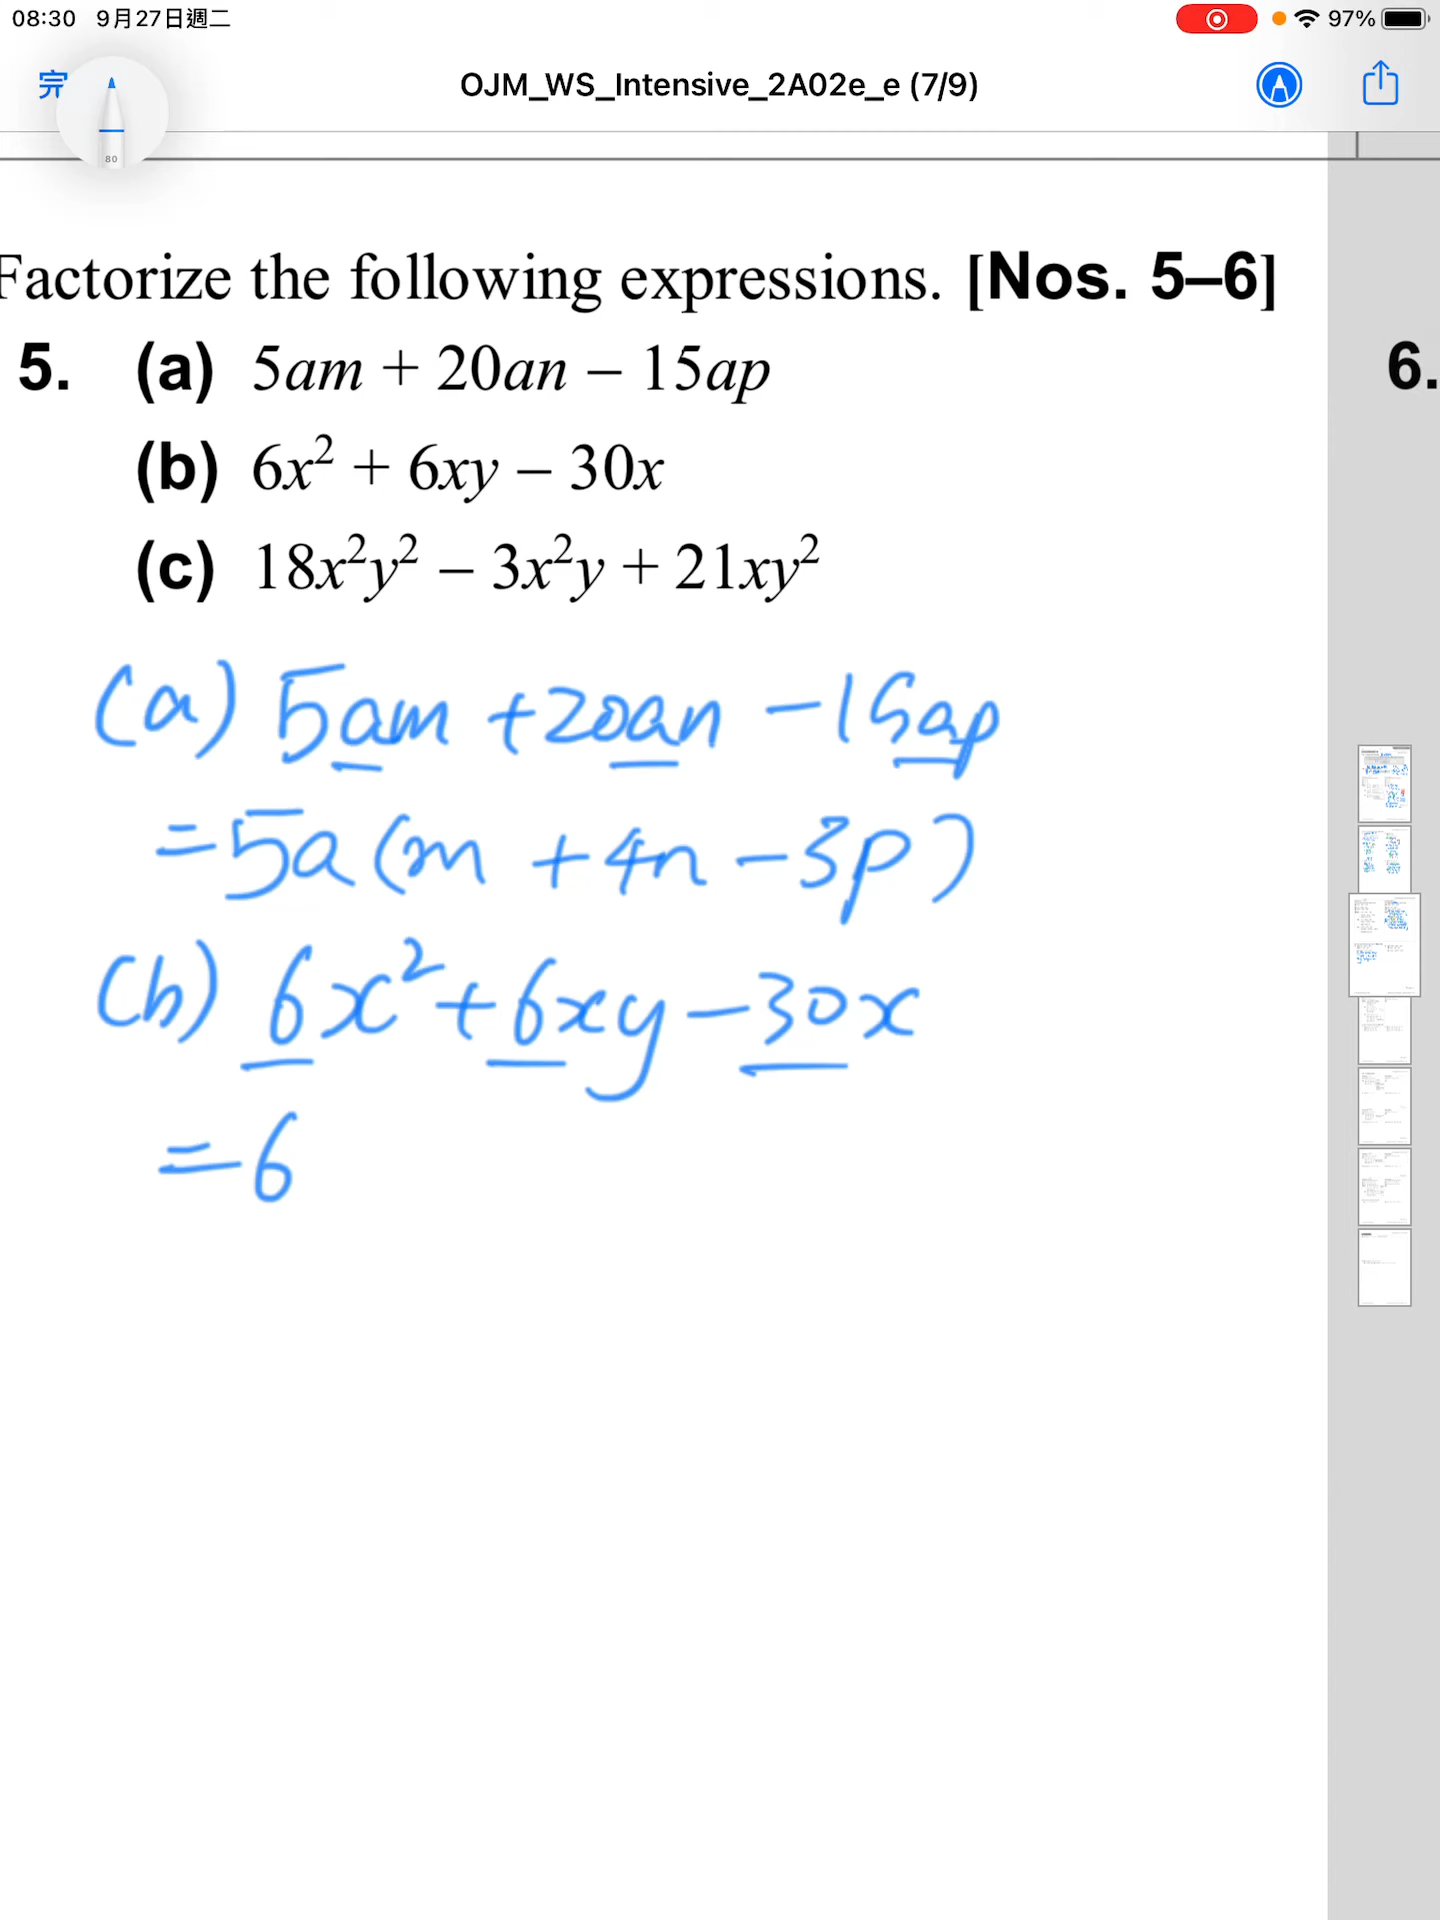 08:30 9月27日週二 97%
完 OJM_WS_Intensive_2A02e_e (7/9)
80
Factorize the following expressions. [Nos. 5–6]
5. (a) 5am + 20an – 15ap
6.
(b) 6x² + 6xy – 30x
(c) 18x²y² – 3x²y + 21xy²
(a) 5am +20an -15ap
=5a(m +4n -3p)
(b) 6x²+6xy-30x
=6